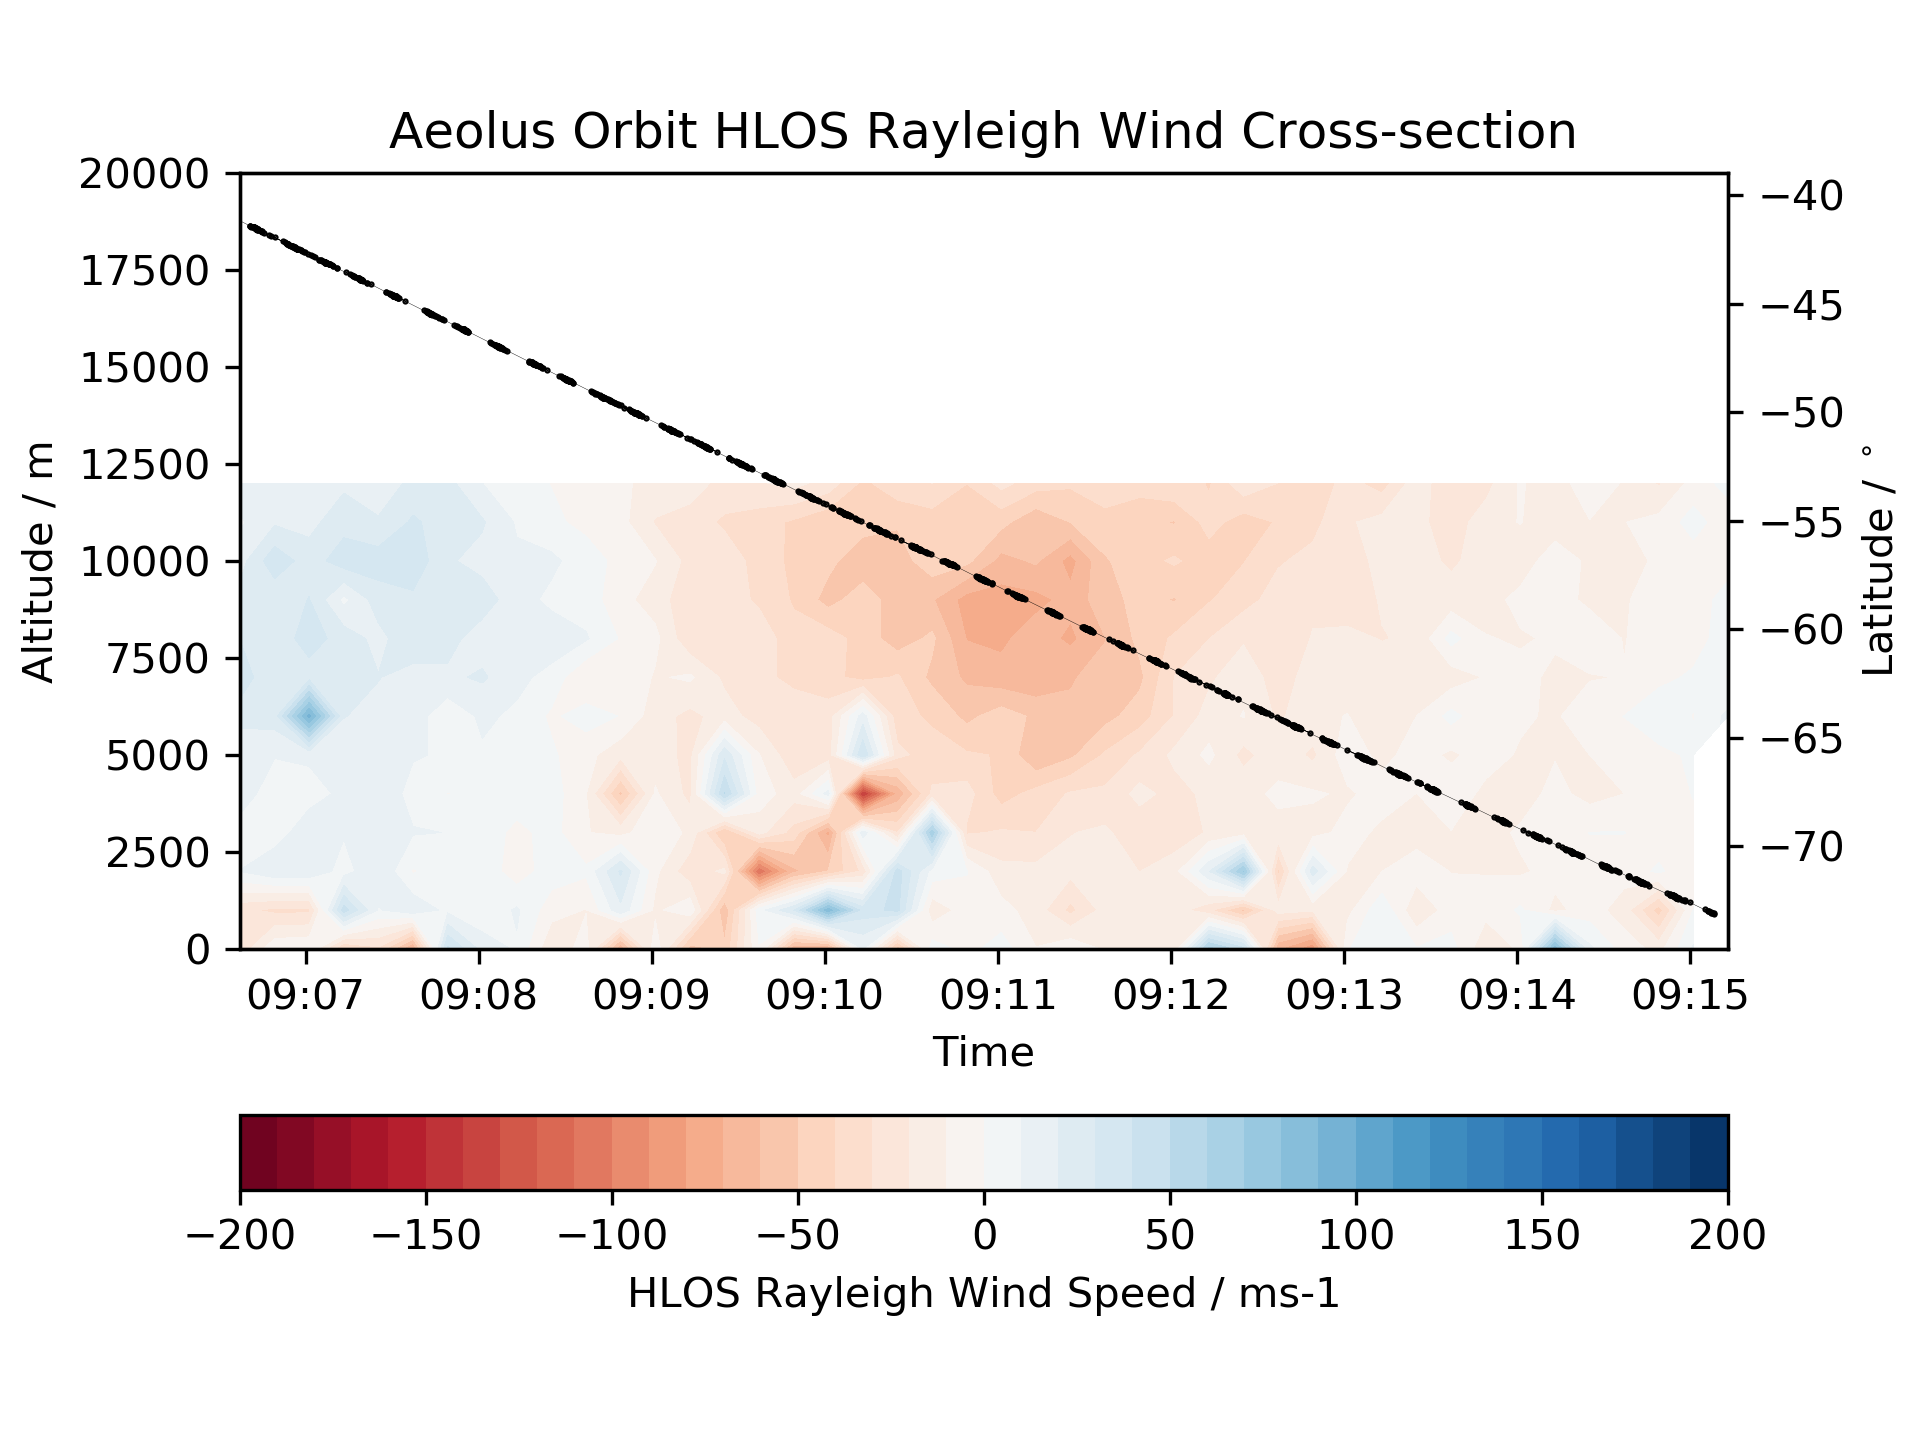 Aeolus Orbit HLOS Rayleigh Wind Cross-section
20000
17500
15000
12500
10000
7500
5000
2500
0
Altitude / m
−40
−45
−50
−55
−60
−65
−70
Latitude / °
09:07 09:08 09:09 09:10 09:11 09:12 09:13 09:14 09:15
Time
−200 −150 −100 −50 0 50 100 150 200
HLOS Rayleigh Wind Speed / ms-1